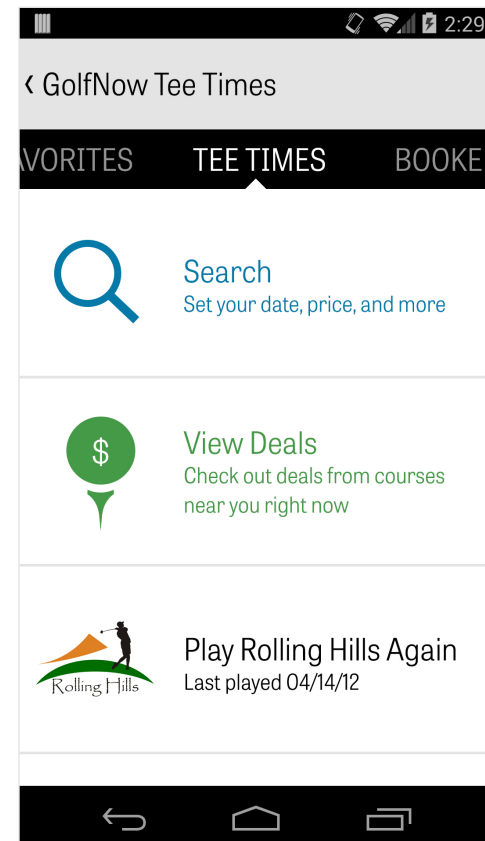 2:29
‹ GolfNow Tee Times
AVORITES TEE TIMES BOOKE
Search
Set your date, price, and more
$
View Deals
Check out deals from courses
near you right now
Rolling Hills
Play Rolling Hills Again
Last played 04/14/12